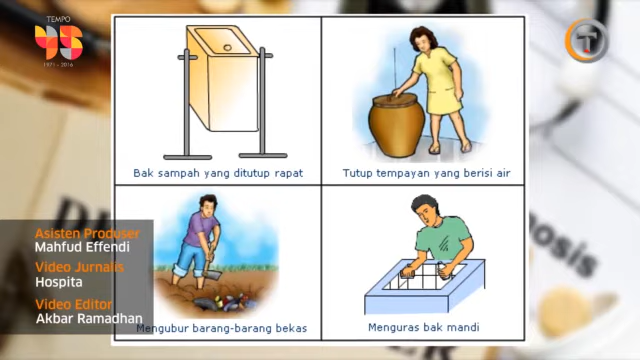 TEMPO
45
1971 - 2016
T
Bak sampah yang ditutup rapat
Tutup tempayan yang berisi air
Asisten Produser
Mahfud Effendi
Video Jurnalis
Hospita
Video Editor
Akbar Ramadhan
Mengubur barang-barang bekas
Menguras bak mandi
nosis